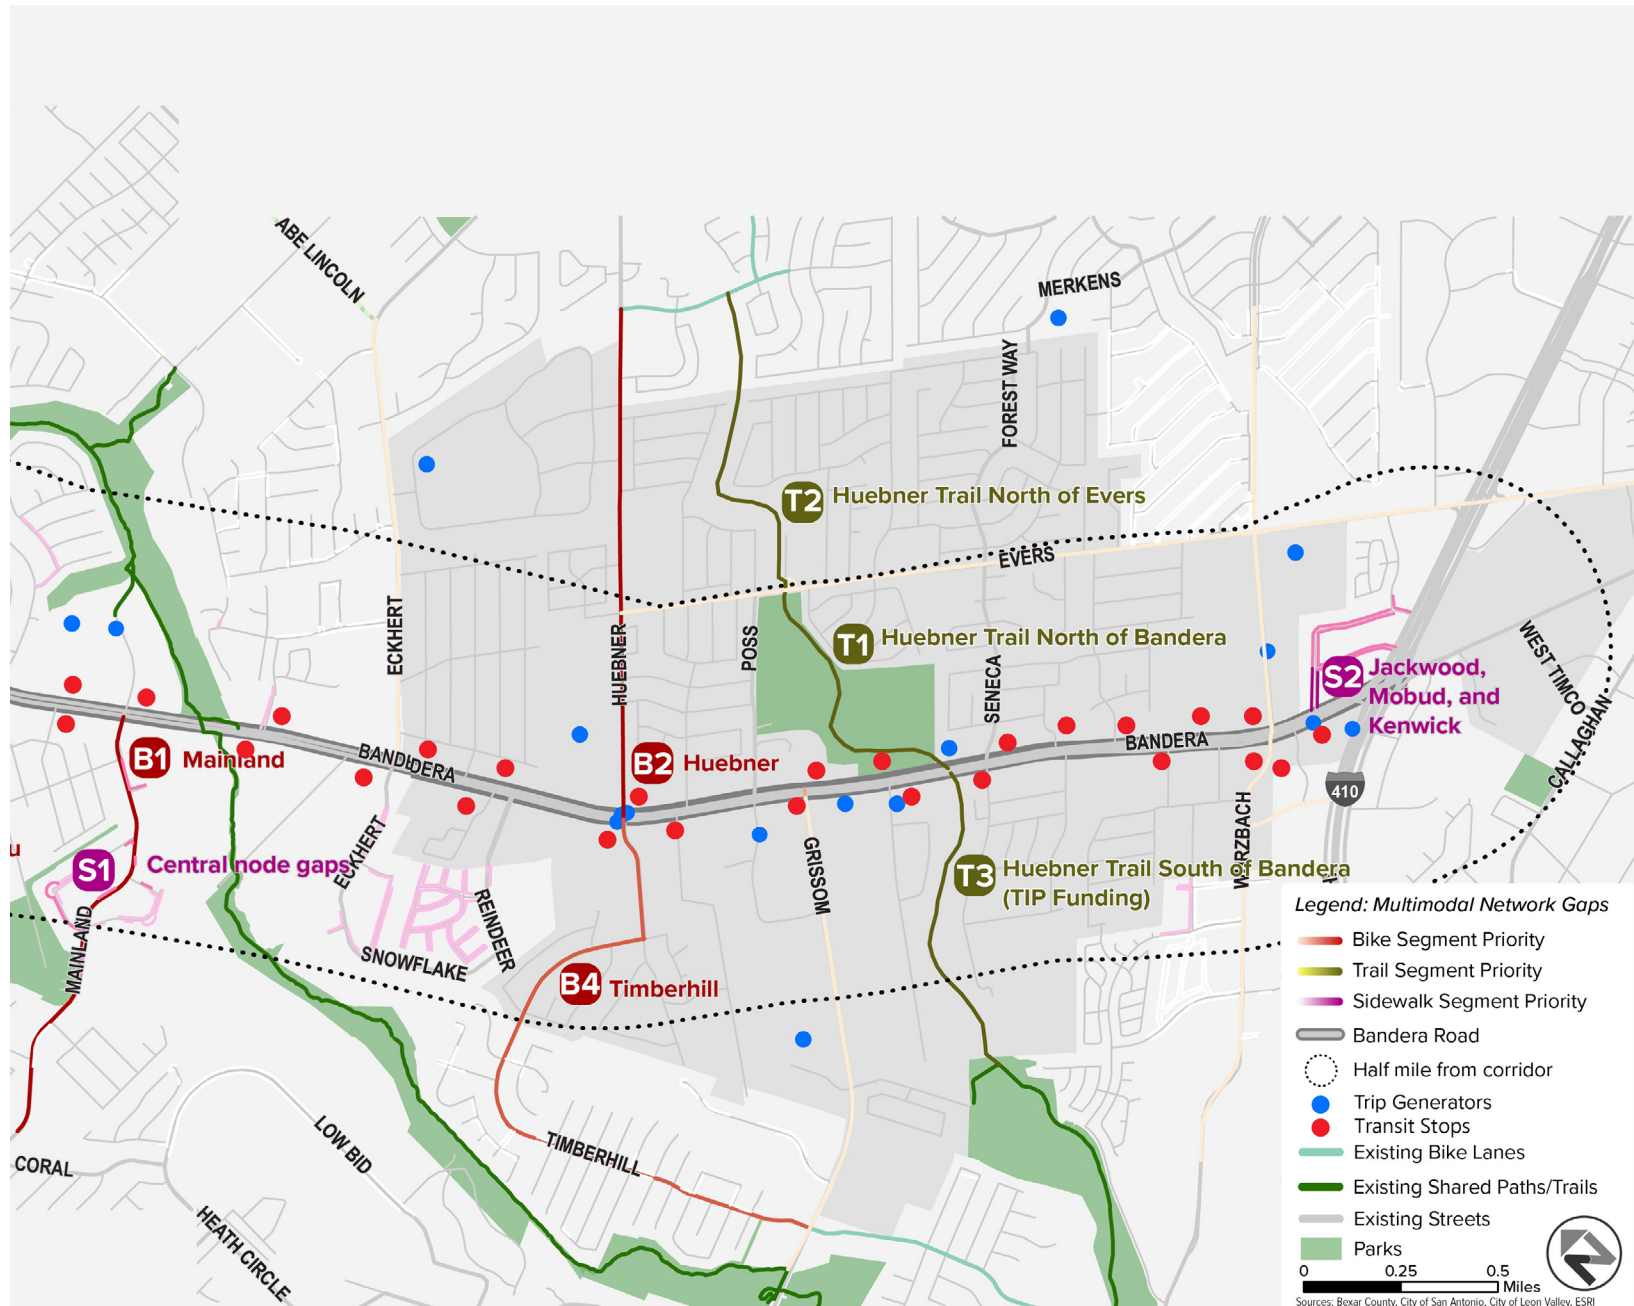 ABE LINCOLN
MERKENS
FOREST WAY
T2 Huebner Trail North of Evers
EVERS
ECKHERT
HUEBNER
POSS
T1 Huebner Trail North of Bandera
SENECA
WEST TIMCO
S2 Jackwood,
Mobud, and
Kenwick
CALLAGHAN
B1 Mainland
BANDERA
B2 Huebner
BANDERA
410
WURZBACH
u
S1 Central node gaps
ECKHERT
GRISSOM
T3 Huebner Trail South of Bandera
(TIP Funding)
MAINLAND
REINDEER
SNOWFLAKE
B4 Timberhill
LOW BID
TIMBERHILL
CORAL
HEATH CIRCLE
Legend: Multimodal Network Gaps
Bike Segment Priority
Trail Segment Priority
Sidewalk Segment Priority
Bandera Road
Half mile from corridor
Trip Generators
Transit Stops
Existing Bike Lanes
Existing Shared Paths/Trails
Existing Streets
Parks
0 0.25 0.5
Miles
Sources: Bexar County, City of San Antonio, City of Leon Valley, ESRI